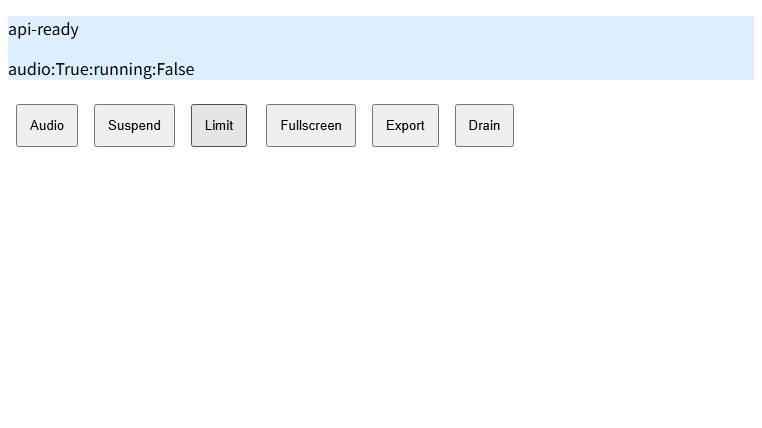 api-ready
audio:True:running:False
Audio Suspend Limit Fullscreen Export Drain